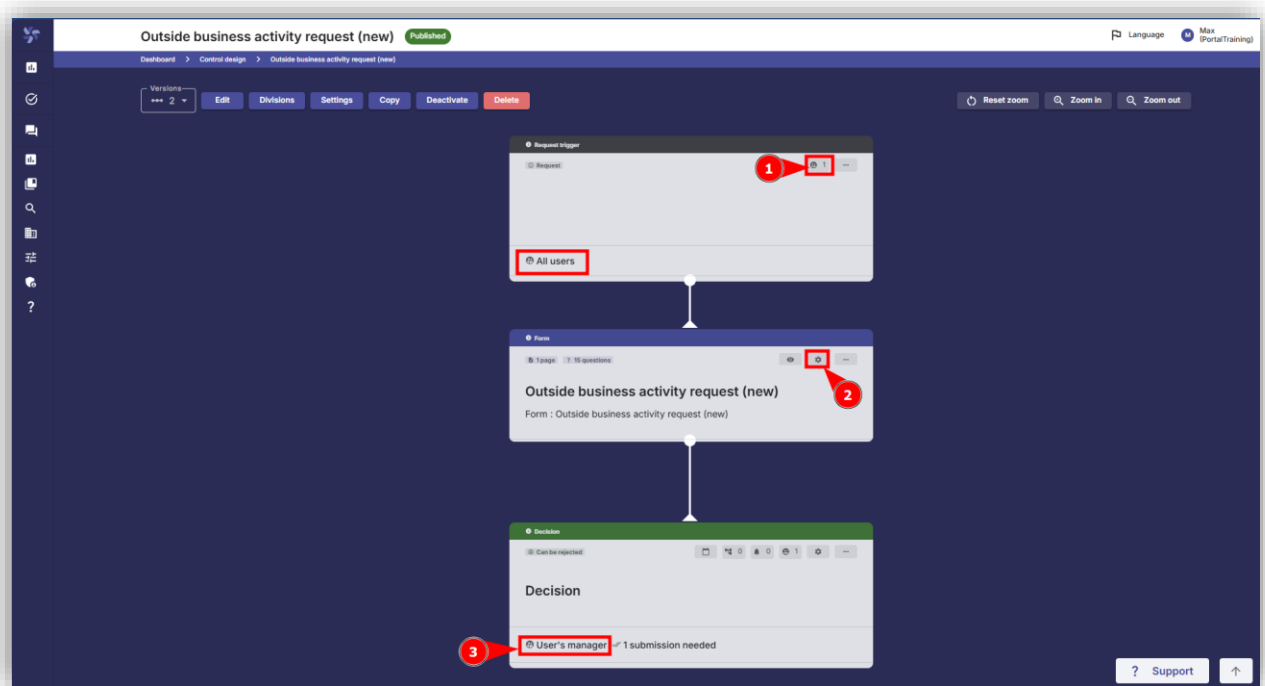 Outside business activity request (new) Published
Language
M
Max
(PortalTraining)
Dashboard > Control design > Outside business activity request (new)
Versions
2
Edit
Divisions
Settings
Copy
Deactivate
Delete
Reset zoom
Zoom in
Zoom out
Request trigger
Request
1
1
All users
Form
1 page
? 15 questions
2
Outside business activity request (new)
Form : Outside business activity request (new)
Decision
Can be rejected
0
0
1
Decision
3
User's manager
1 submission needed
?
? Support